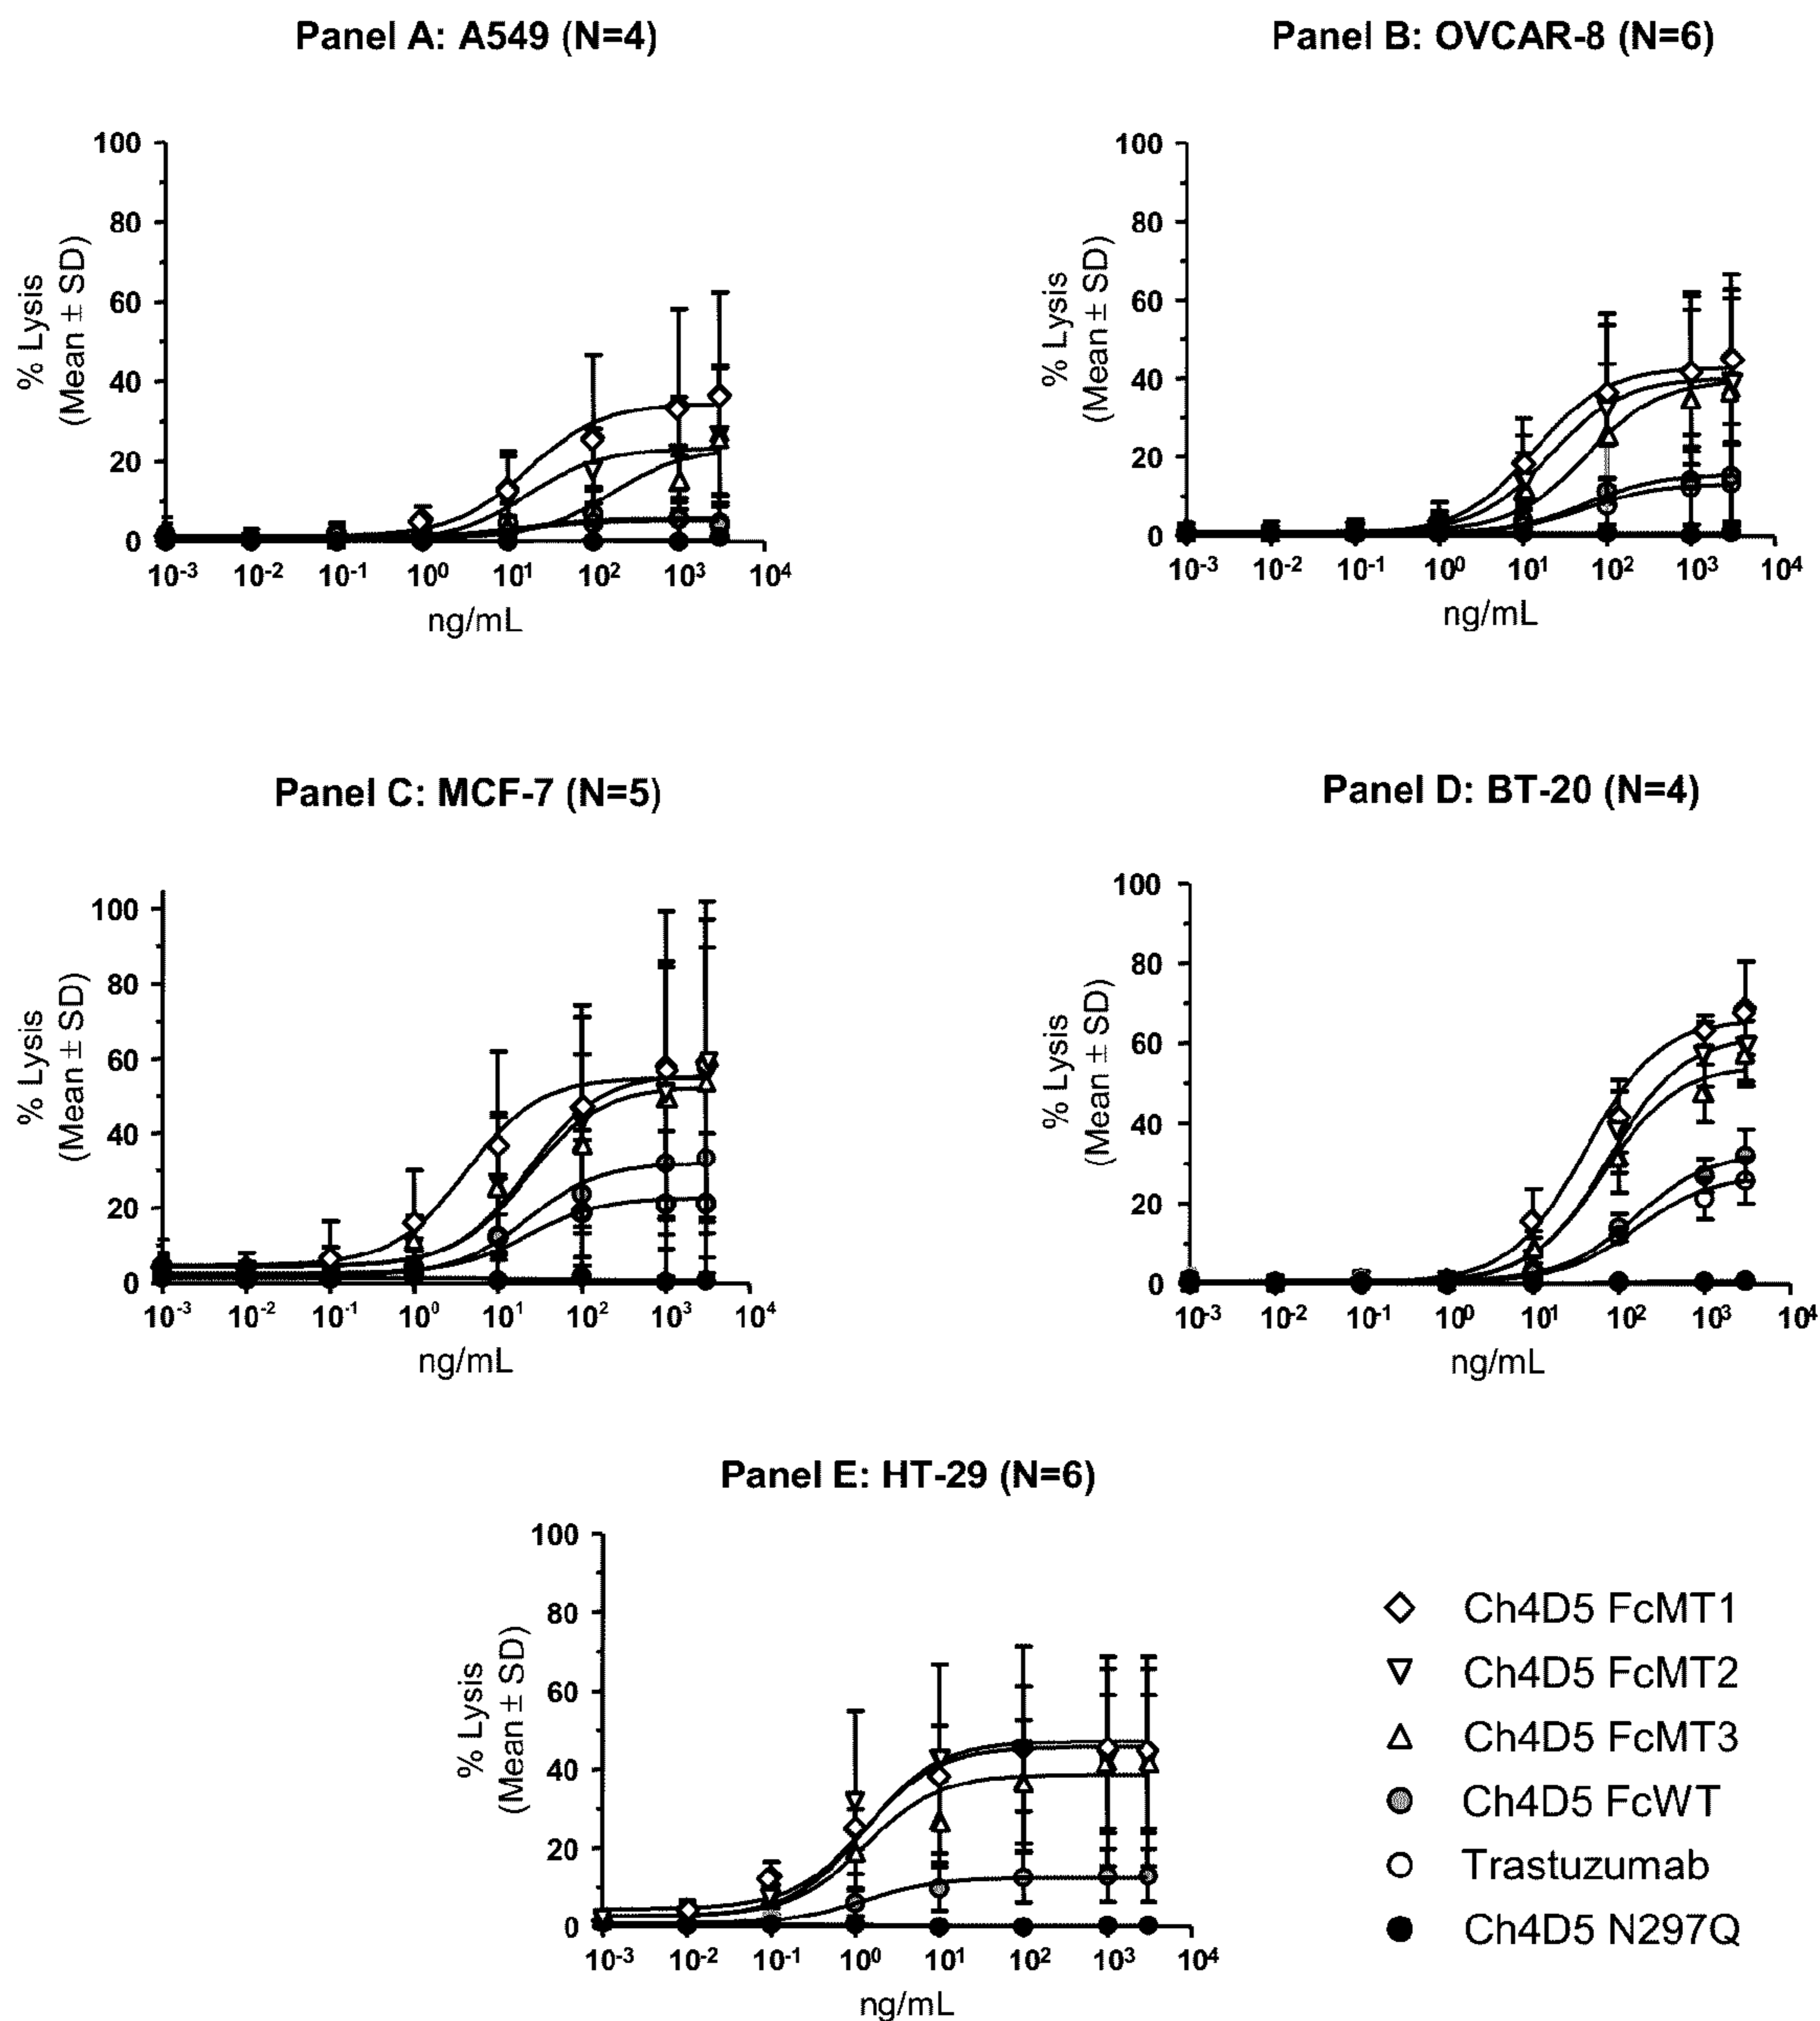 Panel A: A549 (N=4)
% Lysis
(Mean ± SD)
100
80
60
40
20
0
10⁻³ 10⁻² 10⁻¹ 10⁰ 10¹ 10² 10³ 10⁴
ng/mL
Panel B: OVCAR-8 (N=6)
% Lysis
(Mean ± SD)
100
80
60
40
20
0
10⁻³ 10⁻² 10⁻¹ 10⁰ 10¹ 10² 10³ 10⁴
ng/mL
Panel C: MCF-7 (N=5)
% Lysis
(Mean ± SD)
100
80
60
40
20
0
10⁻³ 10⁻² 10⁻¹ 10⁰ 10¹ 10² 10³ 10⁴
ng/mL
Panel D: BT-20 (N=4)
% Lysis
(Mean ± SD)
100
80
60
40
20
0
10⁻³ 10⁻² 10⁻¹ 10⁰ 10¹ 10² 10³ 10⁴
ng/mL
Panel E: HT-29 (N=6)
% Lysis
(Mean ± SD)
100
80
60
40
20
0
10⁻³ 10⁻² 10⁻¹ 10⁰ 10¹ 10² 10³ 10⁴
ng/mL
Ch4D5 FcMT1
Ch4D5 FcMT2
Ch4D5 FcMT3
Ch4D5 FcWT
Trastuzumab
Ch4D5 N297Q